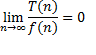 lim n→∞ T(n)/f(n) = 0